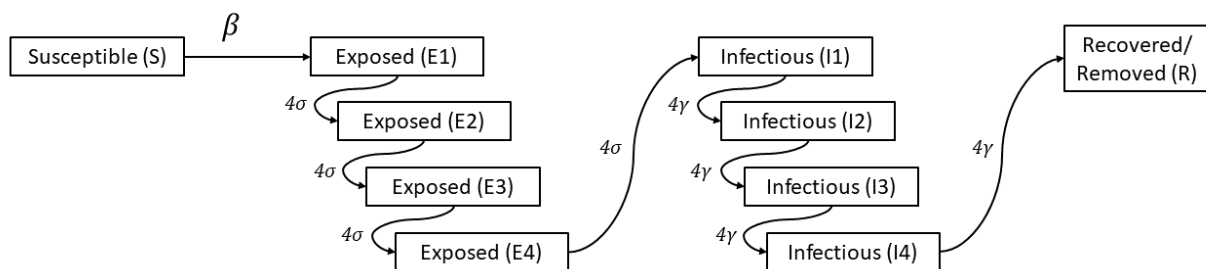 β
Susceptible (S)
Exposed (E1)
4σ
Exposed (E2)
4σ
Exposed (E3)
4σ
Exposed (E4)
4σ
Infectious (I1)
4γ
Infectious (I2)
4γ
Infectious (I3)
4γ
Infectious (I4)
4γ
Recovered/
Removed (R)